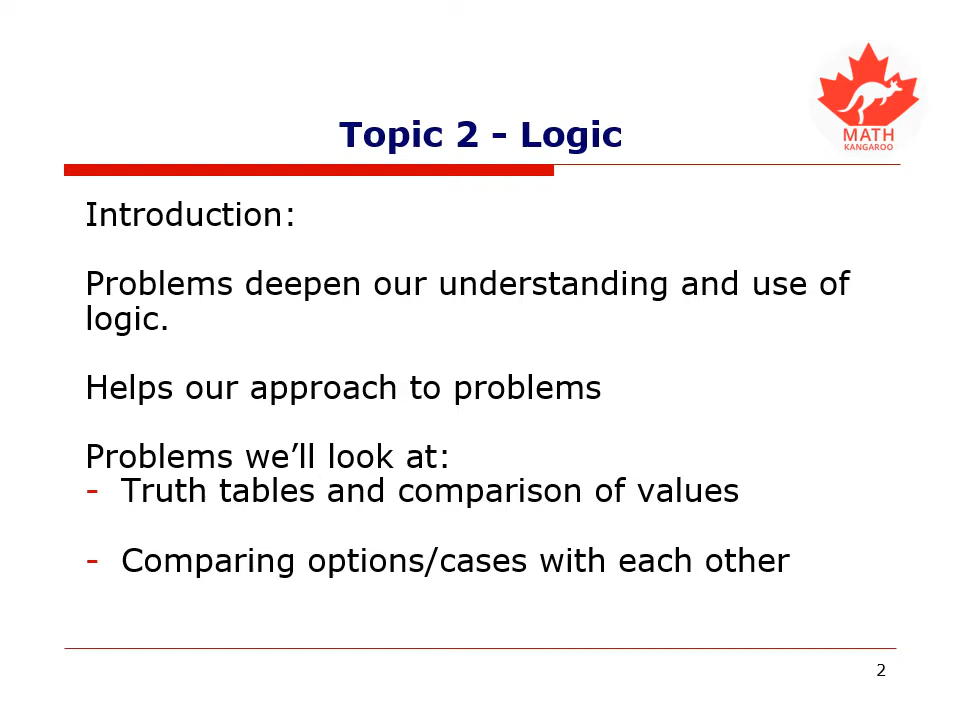 MATH
KANGAROO
Topic 2 - Logic
Introduction:
Problems deepen our understanding and use of
logic.
Helps our approach to problems
Problems we’ll look at:
- Truth tables and comparison of values
- Comparing options/cases with each other
2